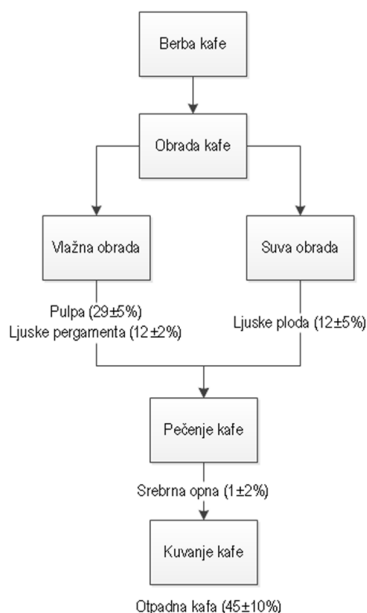 Berba kafe
Obrada kafe
Vlažna obrada
Suva obrada
Pulpa (29±5%)
Ljuske pergamenta (12±2%)
Ljuske ploda (12±5%)
Pečenje kafe
Srebrna opna (1±2%)
Kuvanje kafe
Otpadna kafa (45±10%)